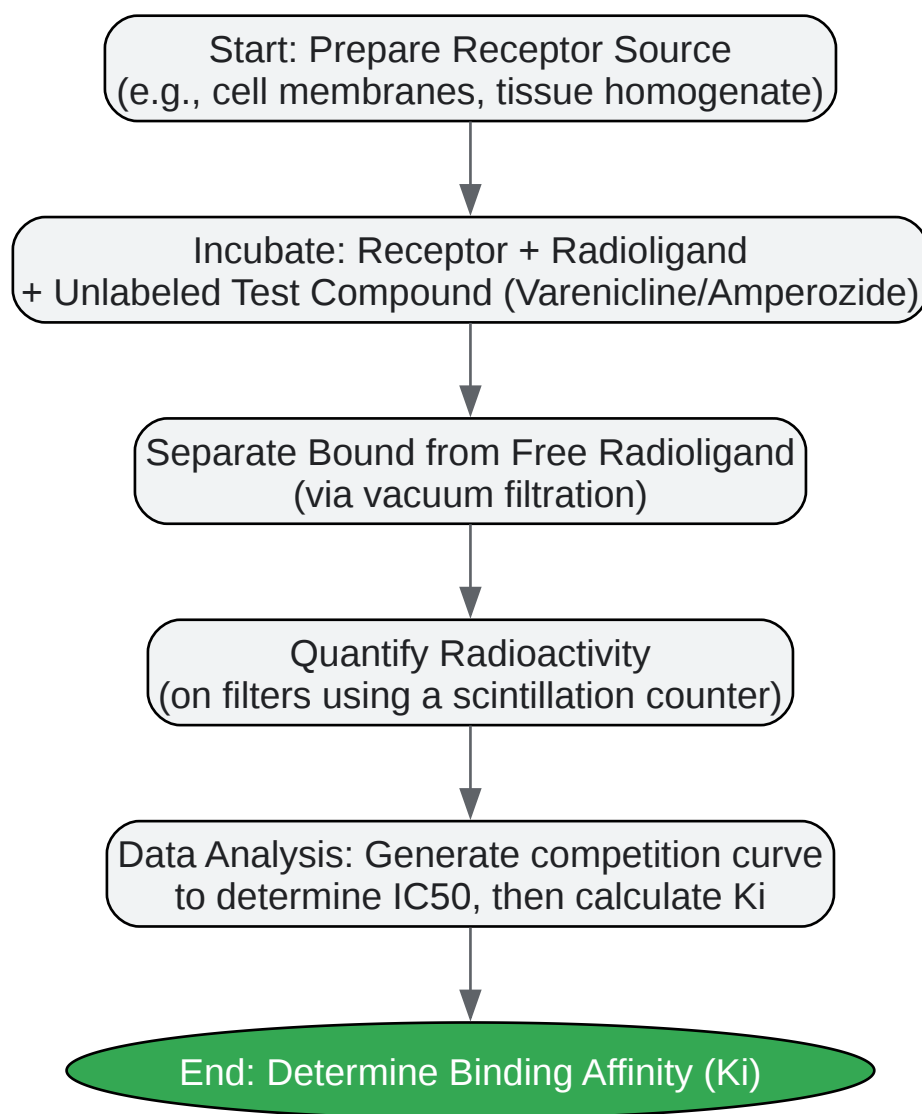 Start: Prepare Receptor Source
(e.g., cell membranes, tissue homogenate)
Incubate: Receptor + Radioligand
+ Unlabeled Test Compound (Varenicline/Amperozide)
Separate Bound from Free Radioligand
(via vacuum filtration)
Quantify Radioactivity
(on filters using a scintillation counter)
Data Analysis: Generate competition curve
to determine IC50, then calculate Ki
End: Determine Binding Affinity (Ki)